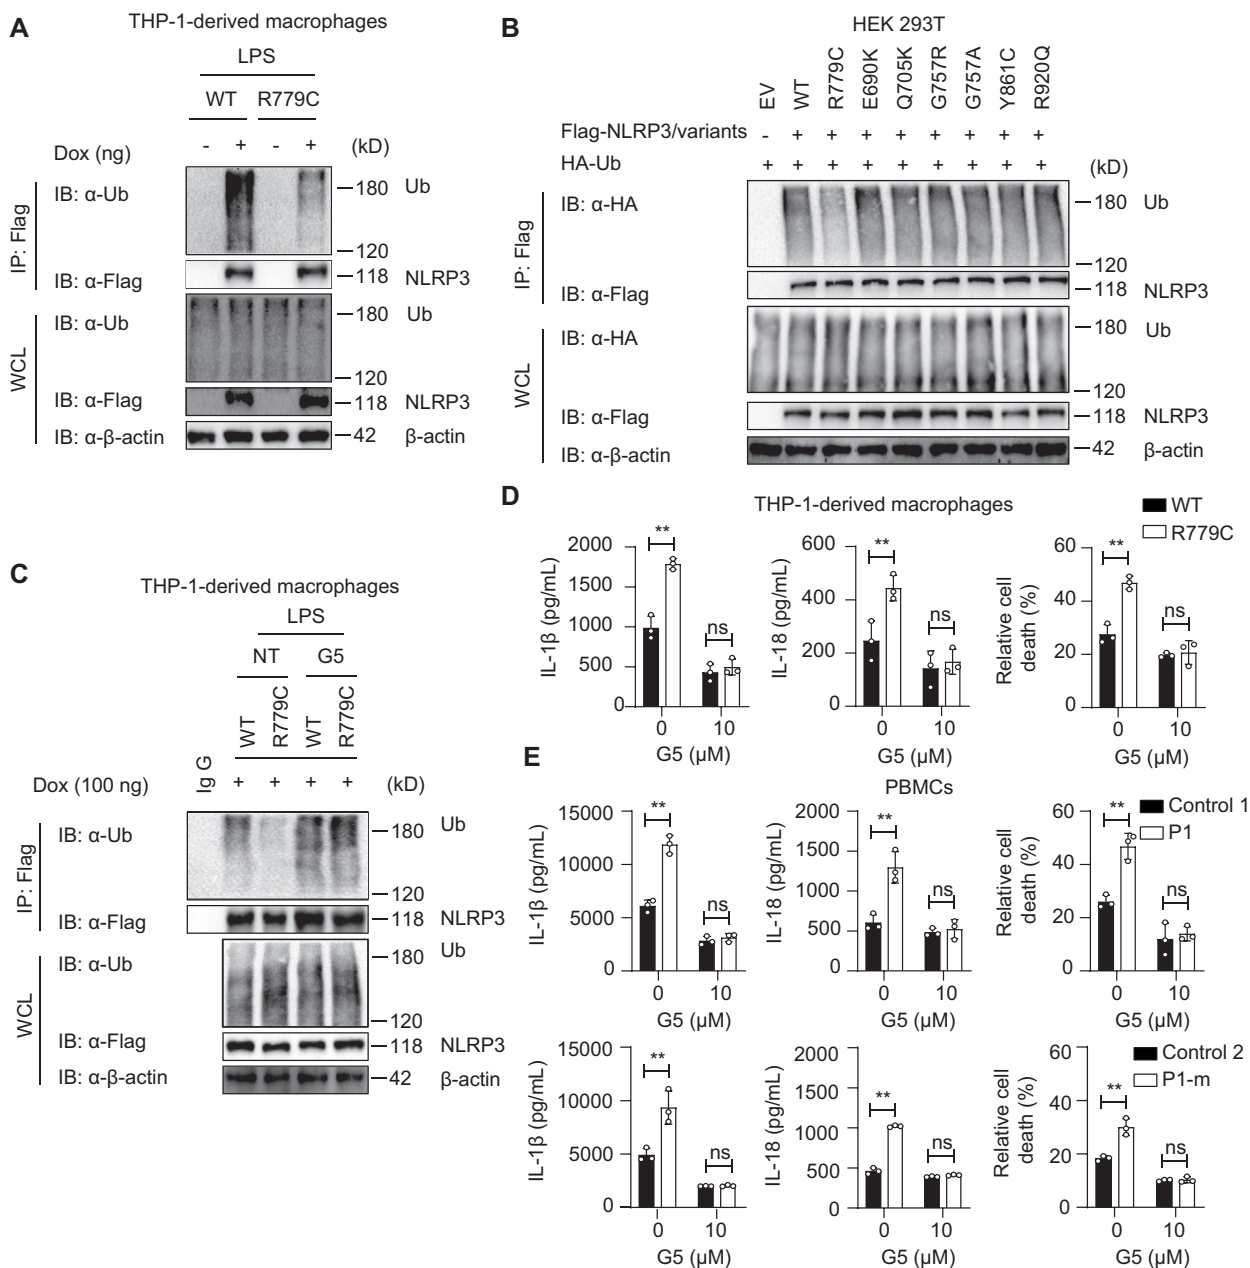 A
THP-1-derived macrophages
LPS
WT R779C
Dox (ng) - + - + (kD)
IP: Flag
IB: α-Ub 180 Ub
120
IB: α-Flag 118 NLRP3
WCL
IB: α-Ub 180 Ub
120
IB: α-Flag 118 NLRP3
IB: α-β-actin 42 β-actin
B
HEK 293T
EV WT R779C E690K Q705K G757R G757A Y861C R920Q
Flag-NLRP3/variants - + + + + + + + +
HA-Ub + + + + + + + + + (kD)
IP: Flag
IB: α-HA 180 Ub
120
IB: α-Flag 118 NLRP3
WCL
IB: α-HA 180 Ub
120
IB: α-Flag 118 NLRP3
IB: α-β-actin 42 β-actin
C
THP-1-derived macrophages
LPS
NT G5
Ig G WT R779C WT R779C
Dox (100 ng) + + + + (kD)
IP: Flag
IB: α-Ub 180 Ub
120
IB: α-Flag 118 NLRP3
WCL
IB: α-Ub 180 Ub
120
IB: α-Flag 118 NLRP3
IB: α-β-actin 42 β-actin
D
THP-1-derived macrophages
WT
R779C
IL-1β (pg/mL)
2000
1500
1000
500
0
** ns
0 10
G5 (μM)
IL-18 (pg/mL)
600
400
200
0
** ns
0 10
G5 (μM)
Relative cell
death (%)
60
40
20
0
** ns
0 10
G5 (μM)
E
PBMCs
Control 1
P1
IL-1β (pg/mL)
15000
10000
5000
0
** ns
0 10
G5 (μM)
IL-18 (pg/mL)
2000
1500
1000
500
0
** ns
0 10
G5 (μM)
Relative cell
death (%)
60
40
20
0
** ns
0 10
G5 (μM)
Control 2
P1-m
IL-1β (pg/mL)
15000
10000
5000
0
** ns
0 10
G5 (μM)
IL-18 (pg/mL)
2000
1500
1000
500
0
** ns
0 10
G5 (μM)
Relative cell
death (%)
60
40
20
0
** ns
0 10
G5 (μM)